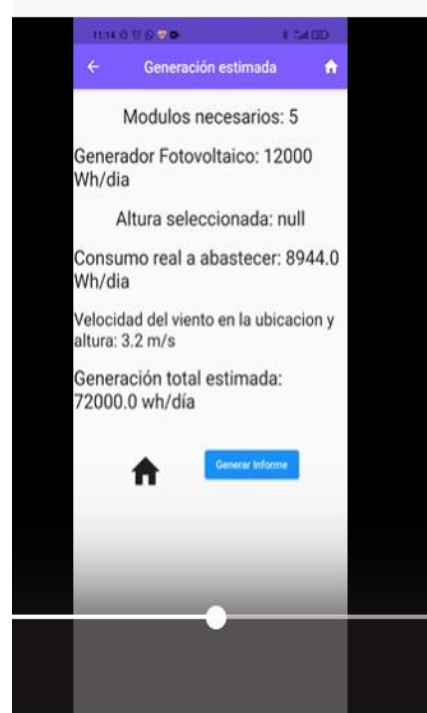 11:14
Generación estimada
Modulos necesarios: 5
Generador Fotovoltaico: 12000
Wh/dia
Altura seleccionada: null
Consumo real a abastecer: 8944.0
Wh/dia
Velocidad del viento en la ubicacion y
altura: 3.2 m/s
Generación total estimada:
72000.0 wh/día
Generar Informe